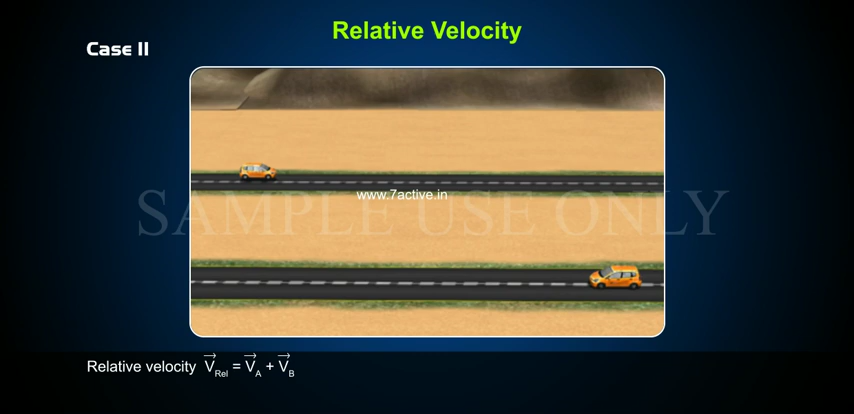 Relative Velocity
Case II
www.7active.in
SAMPLE USE ONLY
Relative velocity V⃗Rel = V⃗A + V⃗B